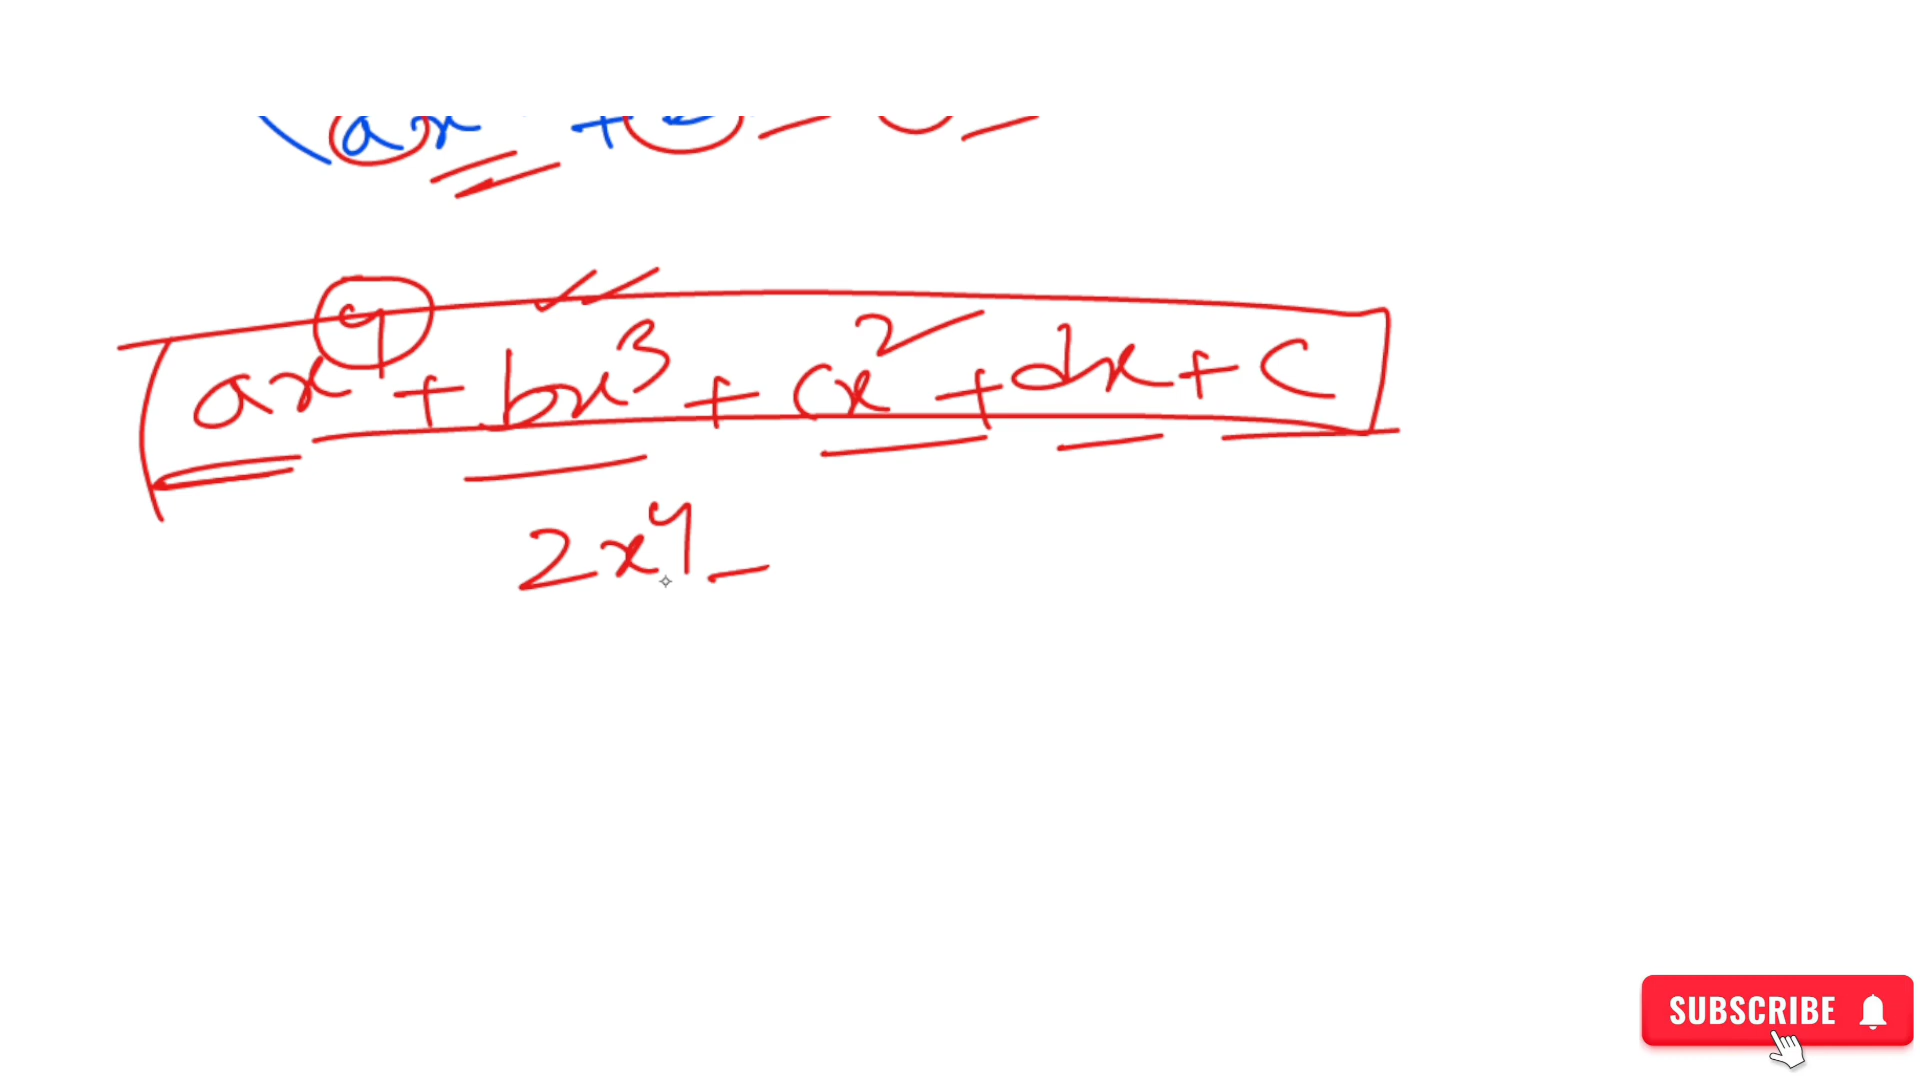 ax⁴ + bx³ + cx² + dx + c
2x⁴ –
SUBSCRIBE